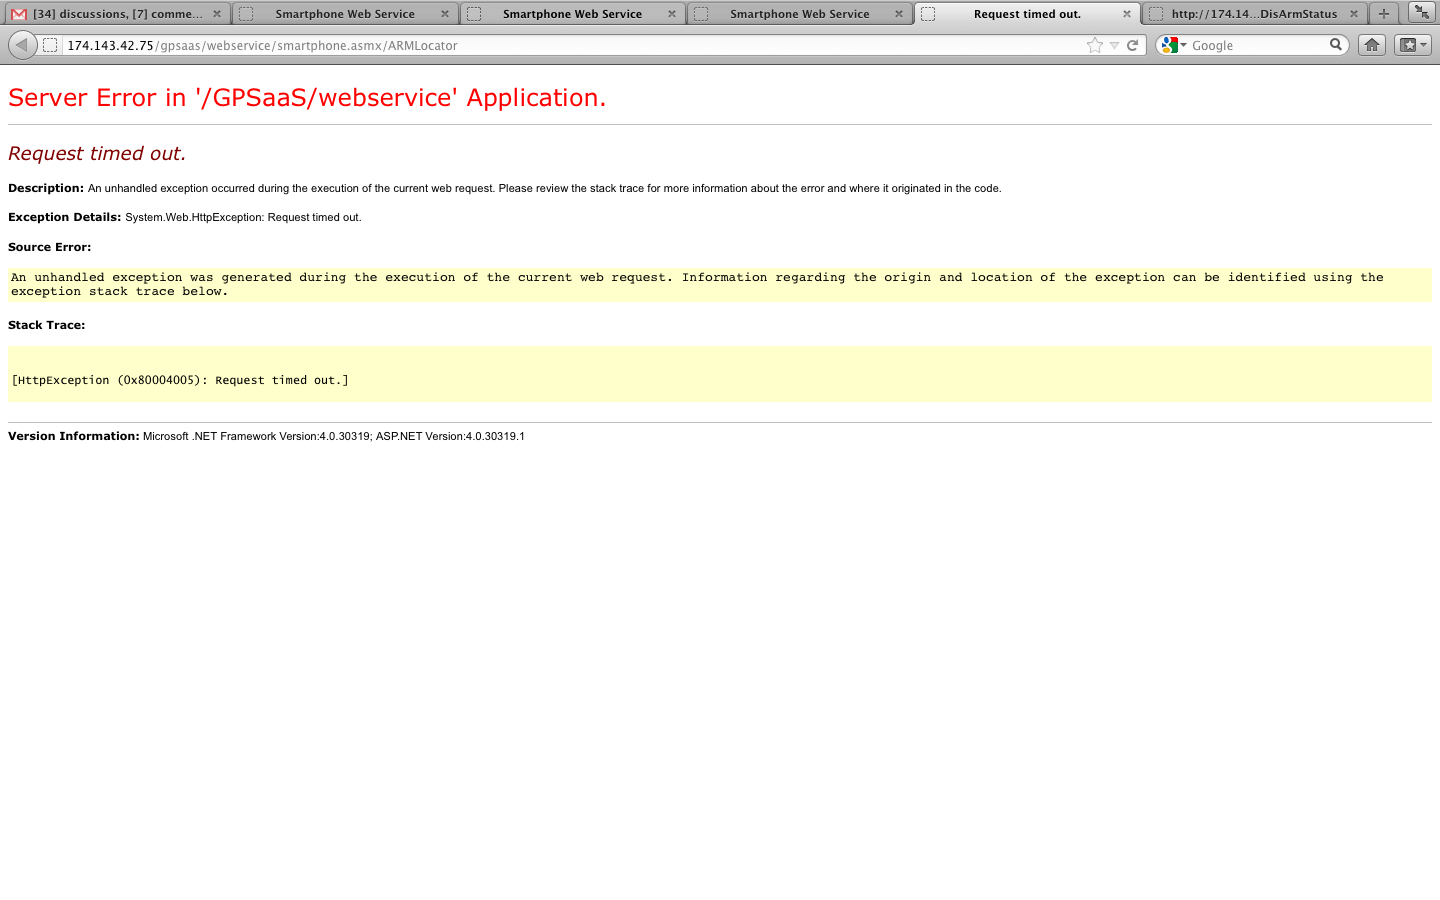 [34] discussions, [7] comme...
Smartphone Web Service
Smartphone Web Service
Smartphone Web Service
Request timed out.
http://174.14...DisArmStatus
174.143.42.75/gpsaas/webservice/smartphone.asmx/ARMLocator
Google
Server Error in '/GPSaaS/webservice' Application.
Request timed out.
Description: An unhandled exception occurred during the execution of the current web request. Please review the stack trace for more information about the error and where it originated in the code.
Exception Details: System.Web.HttpException: Request timed out.
Source Error:
An unhandled exception was generated during the execution of the current web request. Information regarding the origin and location of the exception can be identified using the
exception stack trace below.
Stack Trace:
[HttpException (0x80004005): Request timed out.]
Version Information: Microsoft .NET Framework Version:4.0.30319; ASP.NET Version:4.0.30319.1